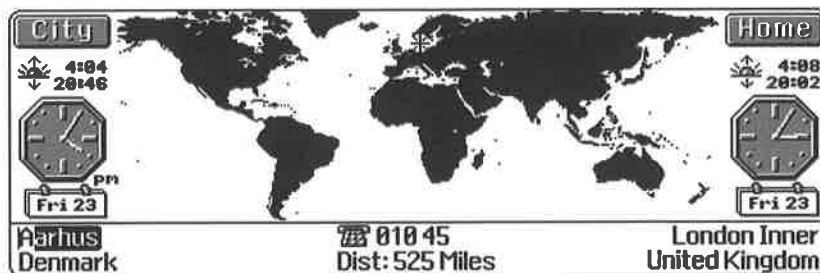 City
Home
4:04
20:46
4:08
20:02
pm
Fri 23
Fri 23
Aarhus
010 45
London Inner
Denmark
Dist: 525 Miles
United Kingdom